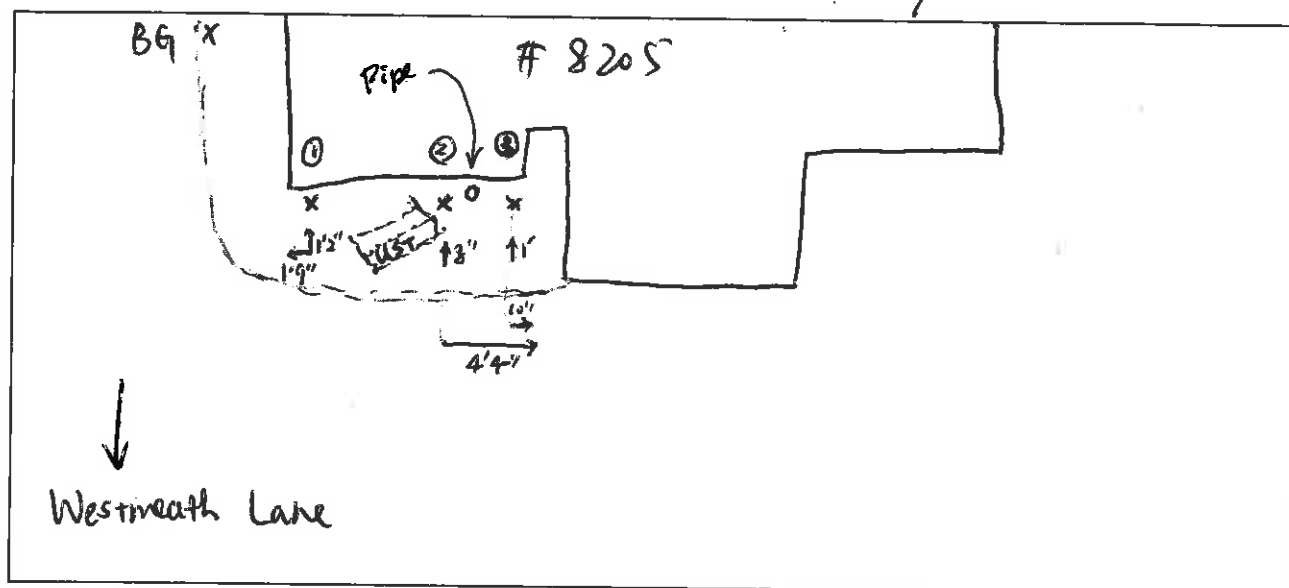 BG X
# 8205
Pipe
① ② ③
O
x x x
UST
1'2" 8" 1'
1'9"
10"
4'4"
Westmeath Lane